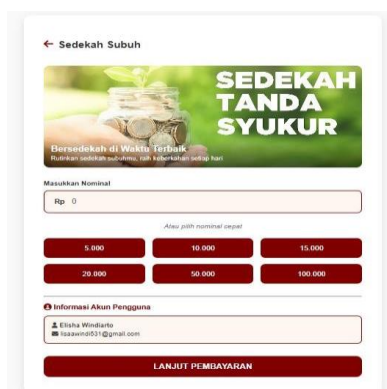 ← Sedekah Subuh
SEDEKAH
TANDA
SYUKUR
Bersedekah di Waktu Terbaik
Rutinkan sedekah subuhmu, raih keberkahan setiap hari
Masukkan Nominal
Rp 0
Atau pilih nominal cepat
5.000 10.000 15.000
20.000 50.000 100.000
Informasi Akun Pengguna
Elisha Windiarto
lisaawindi531@gmail.com
LANJUT PEMBAYARAN